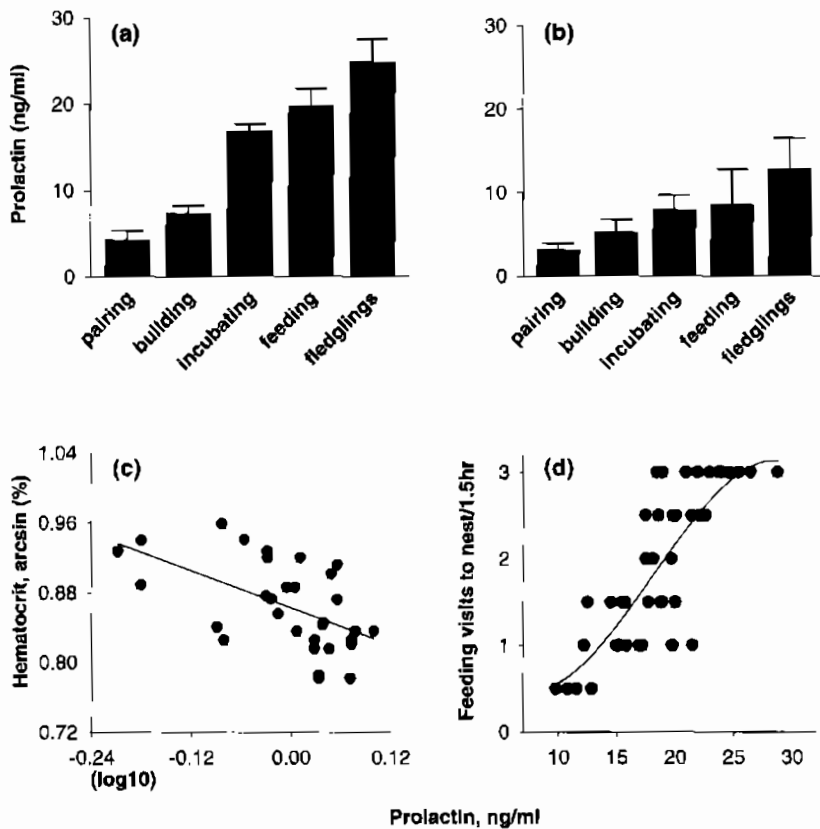 (a)
Prolactin (ng/ml)
30
20
10
0
pairing
building
incubating
feeding
fledglings
(b)
30
20
10
0
pairing
building
incubating
feeding
fledglings
(c)
Hematocrit, arcsin (%)
1.04
0.96
0.88
0.80
0.72
-0.24 -0.12 0.00 0.12
(log10)
(d)
Feeding visits to nest/1.5hr
3
2
1
0
10 15 20 25 30
Prolactin, ng/ml